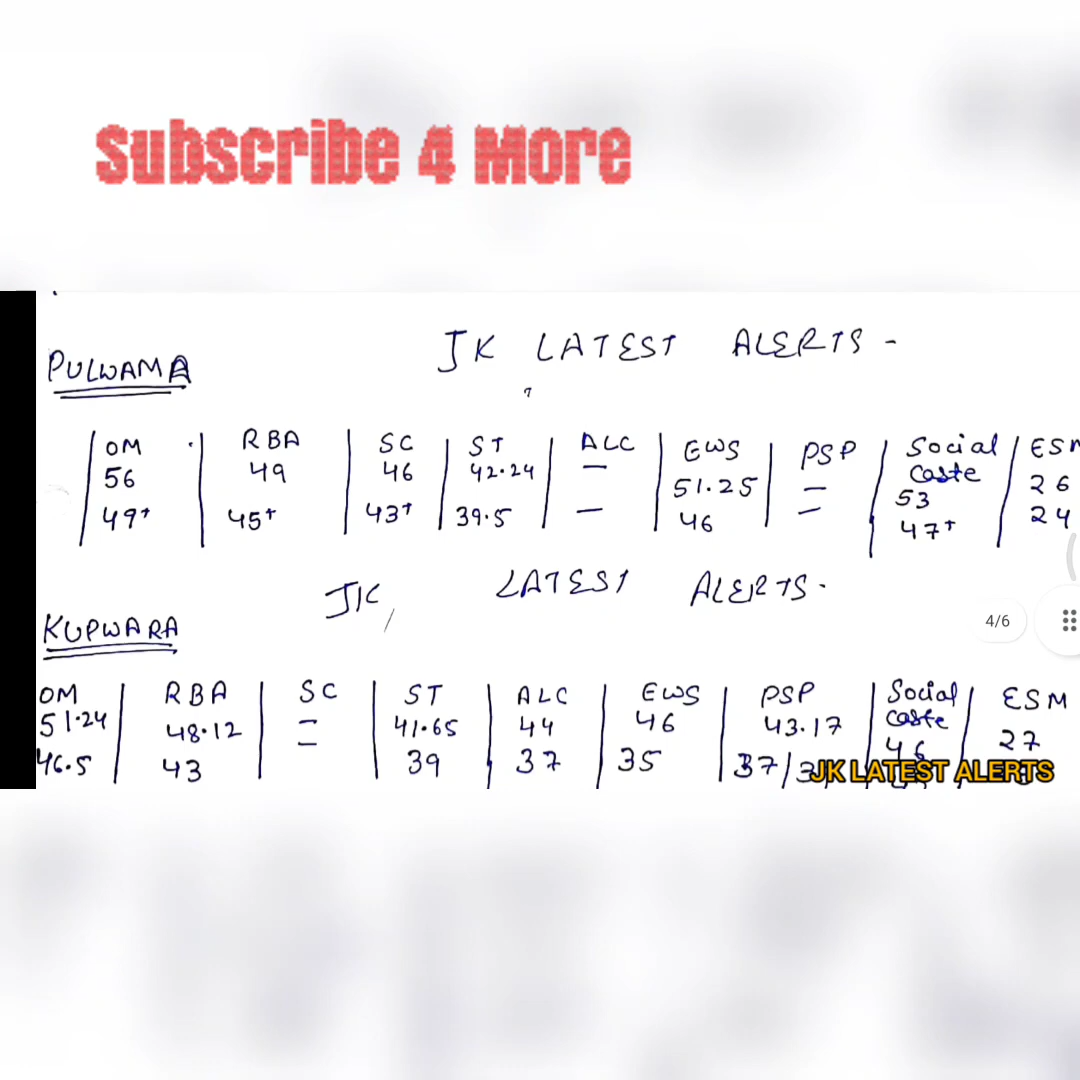 Subscribe 4 More
JK LATEST ALERTS -
PULWAMA
OM RBA SC ST ALC EWS PSP Social caste ESM
56 49 46 42.24 – 51.25 – 53 26
49+ 45+ 43+ 39.5 – 46 – 47+ 24
JK LATEST ALERTS.
KUPWARA
4/6
OM RBA SC ST ALC EWS PSP Social caste ESM
51.24 48.12 – 41.65 44 46 43.17 46 27
46.5 43 – 39 37 35 37/
JK LATEST ALERTS